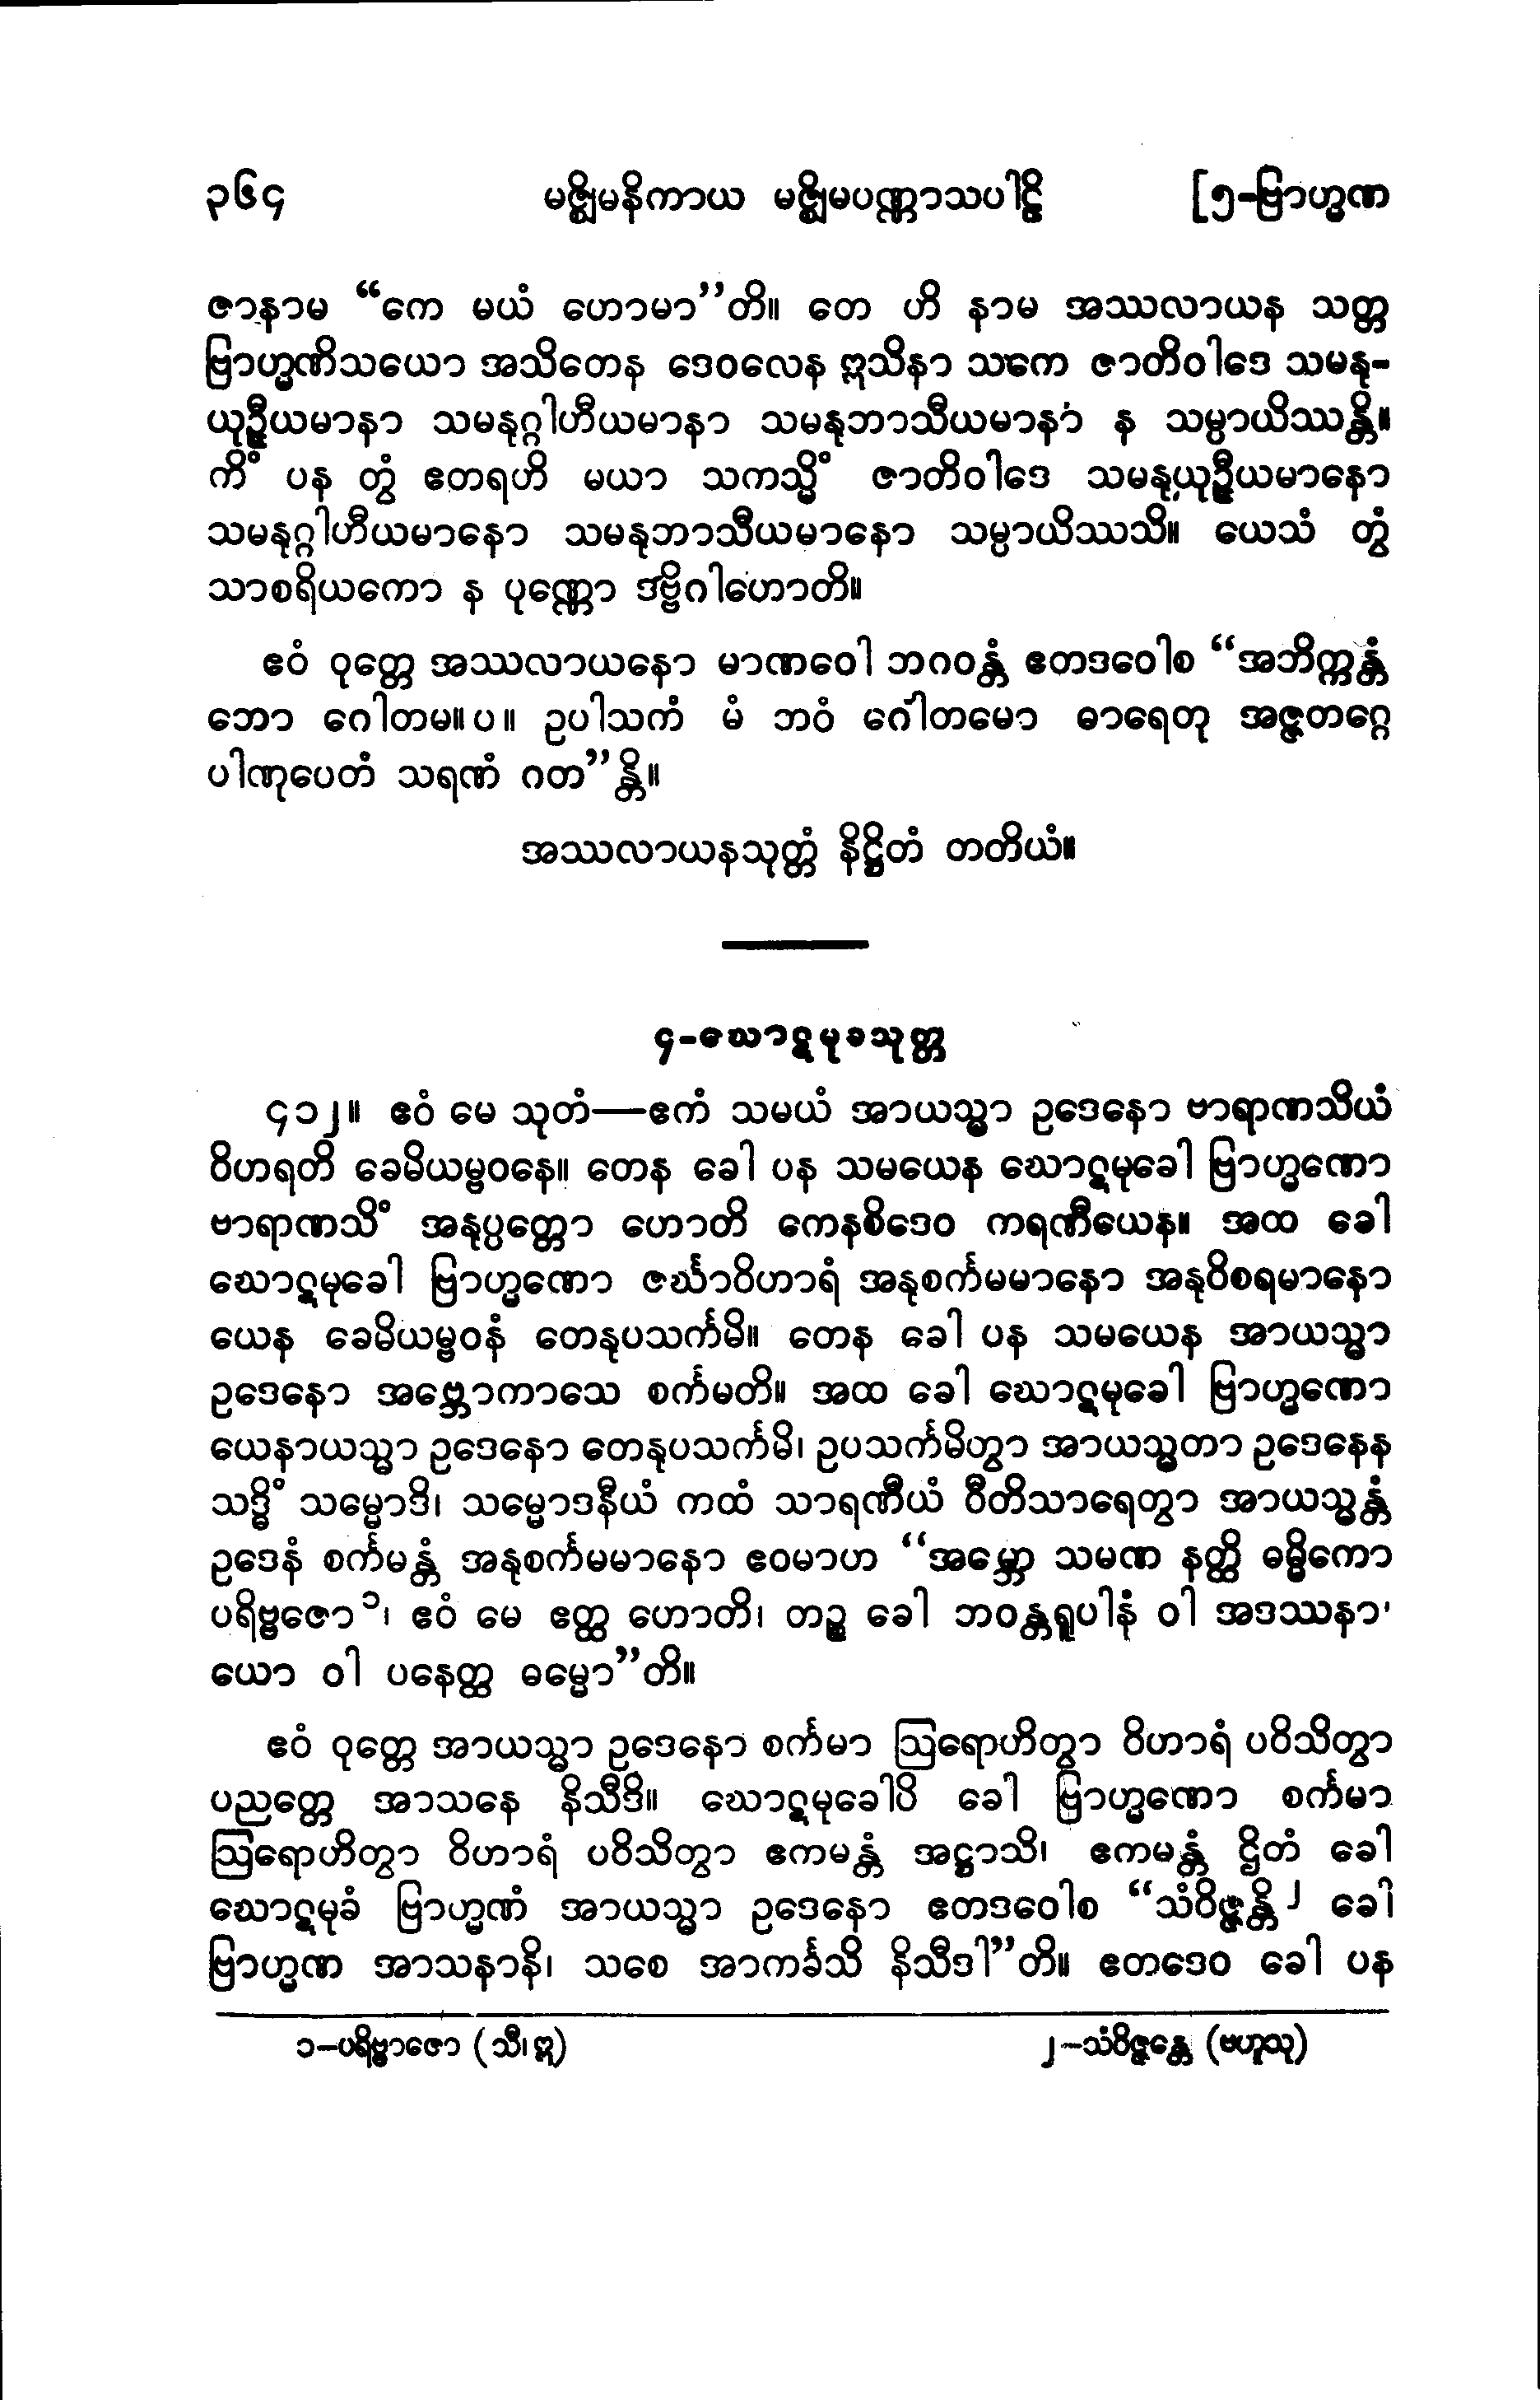 ၃၆၄ မဇ္ဈိမနိကာယ မဇ္ဈိမပဏ္ဏာသပါဠိ [၅-ဗြာဟ္မဏ
ဇာနာမ “ကေ မယံ ဟောမာ”တိ။ တေ ဟိ နာမ အဿလာယန သတ္တ
ဗြာဟ္မဏိသယော အသိတေန ဒေဝလေန ဣသိနာ သကေ ဇာတိဝါဒေ သမနု-
ယုဉ္ဇီယမာနာ သမနုဂ္ဂါဟီယမာနာ သမနုဘာသီယမာနာ န သမ္ပာယိဿန္တိ။
ကိံ ပန တွံ ဧတရဟိ မယာ သကသ္မိံ ဇာတိဝါဒေ သမနုယုဉ္ဇီယမာနော
သမနုဂ္ဂါဟီယမာနော သမနုဘာသီယမာနော သမ္ပာယိဿသိ။ ယေသံ တွံ
သာစရိယကော န ပုဏ္ဏော ဒဗ္ဗိဂါဟောတိ။
ဧဝံ ဝုတ္တေ အဿလာယနော မာဏဝေါ ဘဂဝန္တံ ဧတဒဝေါစ “အဘိက္ကန္တံ
ဘော ဂေါတမ။ပ။ ဥပါသကံ မံ ဘဝံ ဂေါတမော ဓာရေတု အဇ္ဇတဂ္ဂေ
ပါဏုပေတံ သရဏံ ဂတ”န္တိ။
အဿလာယနသုတ္တံ နိဋ္ဌိတံ တတိယံ။
၄-ဃောဋမုခသုတ္တ
၄၁၂။ ဧဝံ မေ သုတံ—ဧကံ သမယံ အာယသ္မာ ဥဒေနော ဗာရာဏသိယံ
ဝိဟရတိ ခေမိယမ္ဗဝနေ။ တေန ခေါ ပန သမယေန ဃောဋမုခေါ ဗြာဟ္မဏော
ဗာရာဏသိံ အနုပ္ပတ္တော ဟောတိ ကေနစိဒေဝ ကရဏီယေန။ အထ ခေါ
ဃောဋမုခေါ ဗြာဟ္မဏော ဇင်္ဃာဝိဟာရံ အနုစင်္ကမမာနော အနုဝိစရမာနော
ယေန ခေမိယမ္ဗဝနံ တေနုပသင်္ကမိ။ တေန ခေါ ပန သမယေန အာယသ္မာ
ဥဒေနော အဗ္ဘောကာသေ စင်္ကမတိ။ အထ ခေါ ဃောဋမုခေါ ဗြာဟ္မဏော
ယေနာယသ္မာ ဥဒေနော တေနုပသင်္ကမိ၊ ဥပသင်္ကမိတွာ အာယသ္မတာ ဥဒေနေန
သဒ္ဓိံ သမ္မောဒိ၊ သမ္မောဒနီယံ ကထံ သာရဏီယံ ဝီတိသာရေတွာ အာယသ္မန္တံ
ဥဒေနံ စင်္ကမန္တံ အနုစင်္ကမမာနော ဧဝမာဟ “အမ္ဘော သမဏ နတ္ထိ ဓမ္မိကော
ပရိဗ္ဗဇော၁၊ ဧဝံ မေ ဧတ္ထ ဟောတိ၊ တဉ္စ ခေါ ဘဝန္တရူပါနံ ဝါ အဒဿနာ၊
ယော ဝါ ပနေတ္ထ ဓမ္မော”တိ။
ဧဝံ ဝုတ္တေ အာယသ္မာ ဥဒေနော စင်္ကမာ ဩရောဟိတွာ ဝိဟာရံ ပဝိသိတွာ
ပညတ္တေ အာသနေ နိသီဒိ။ ဃောဋမုခေါပိ ခေါ ဗြာဟ္မဏော စင်္ကမာ
ဩရောဟိတွာ ဝိဟာရံ ပဝိသိတွာ ဧကမန္တံ အဋ္ဌာသိ၊ ဧကမန္တံ ဌိတံ ခေါ
ဃောဋမုခံ ဗြာဟ္မဏံ အာယသ္မာ ဥဒေနော ဧတဒဝေါစ “သံဝိဇ္ဇန္တိ၂ ခေါ
ဗြာဟ္မဏ အာသနာနိ၊ သစေ အာကင်္ခသိ နိသီဒါ”တိ။ ဧတဒေဝ ခေါ ပန
၁-ပရိဗ္ဗာဇော (သီ၊ ဣ) ၂-သံဝိဇ္ဇန္တေ (ဗဟူသု)